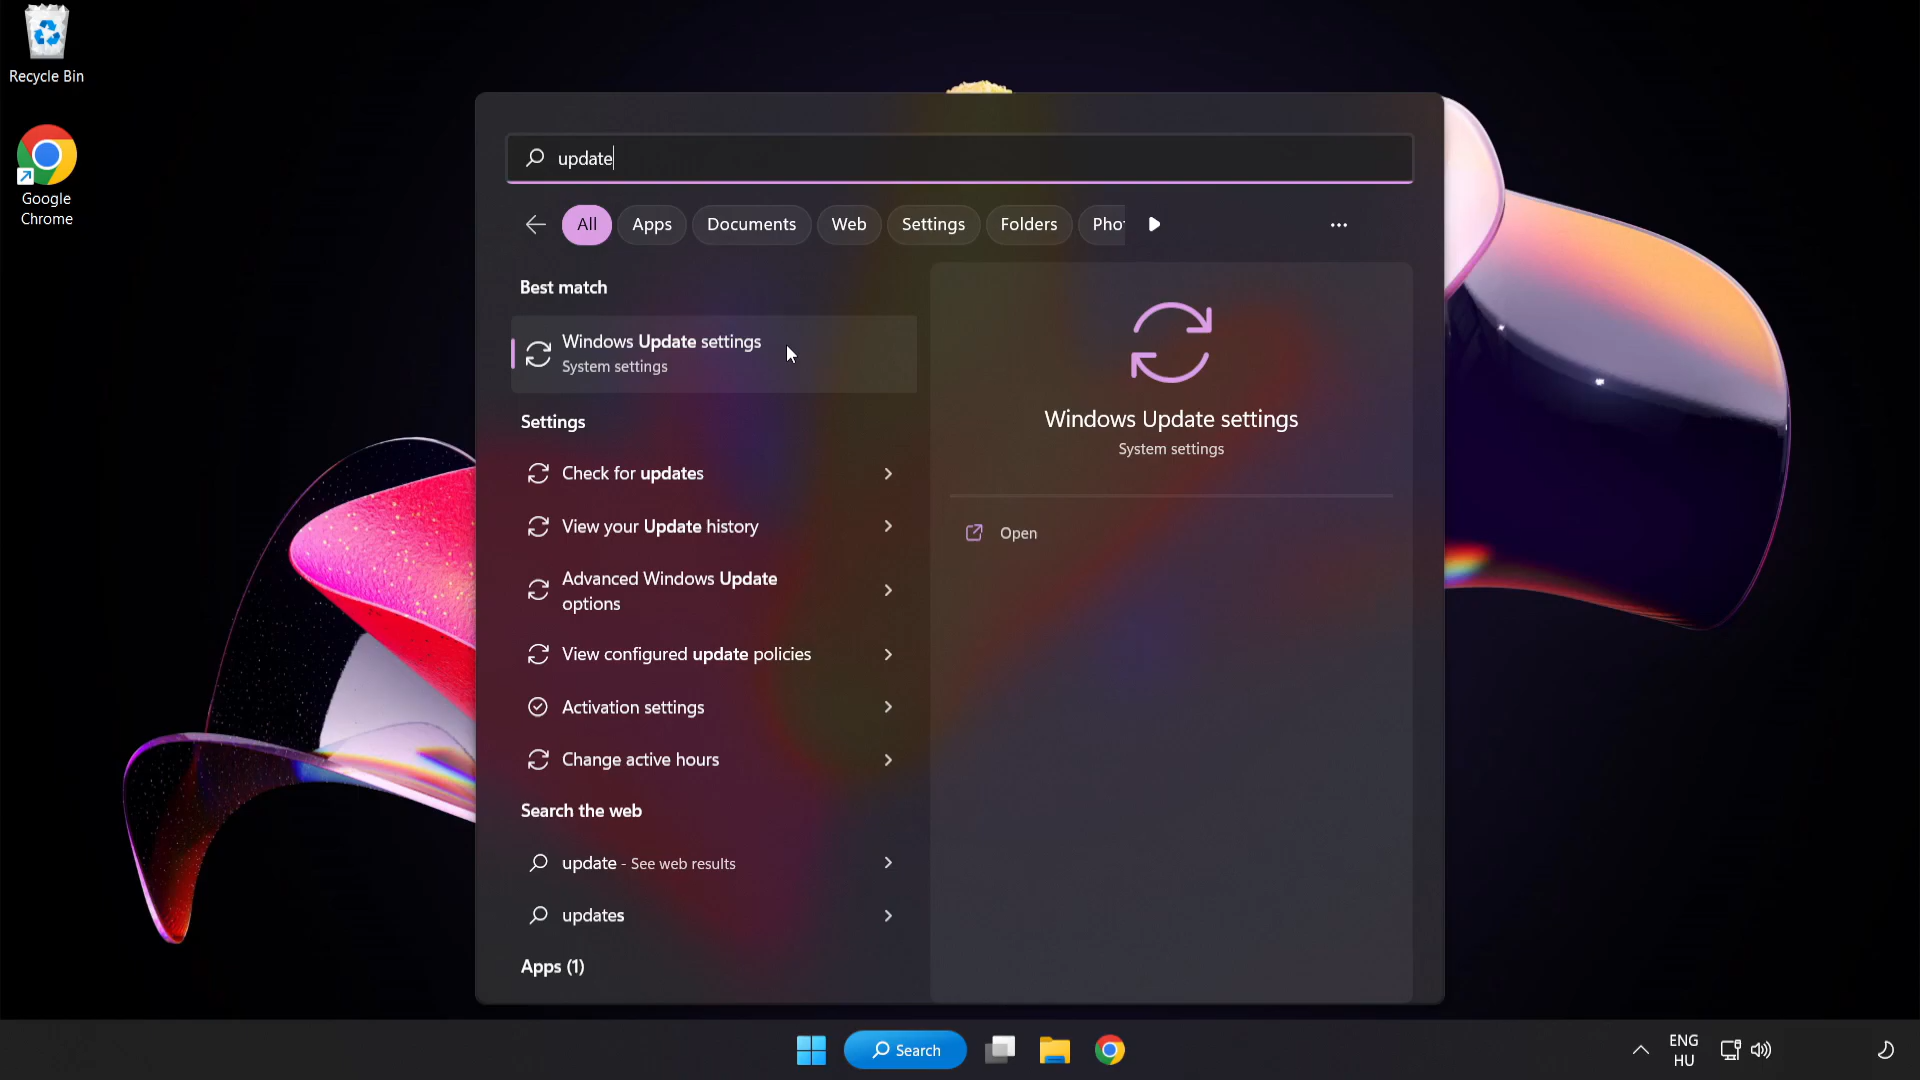 Recycle Bin
Google
Chrome
update
All
Apps
Documents
Web
Settings
Folders
Best match
Windows Update settings
System settings
Settings
Check for updates
View your Update history
Advanced Windows Update
options
View configured update policies
Activation settings
Change active hours
Search the web
update - See web results
updates
Apps (1)
Windows Update settings
System settings
Open
Search
ENG
HU